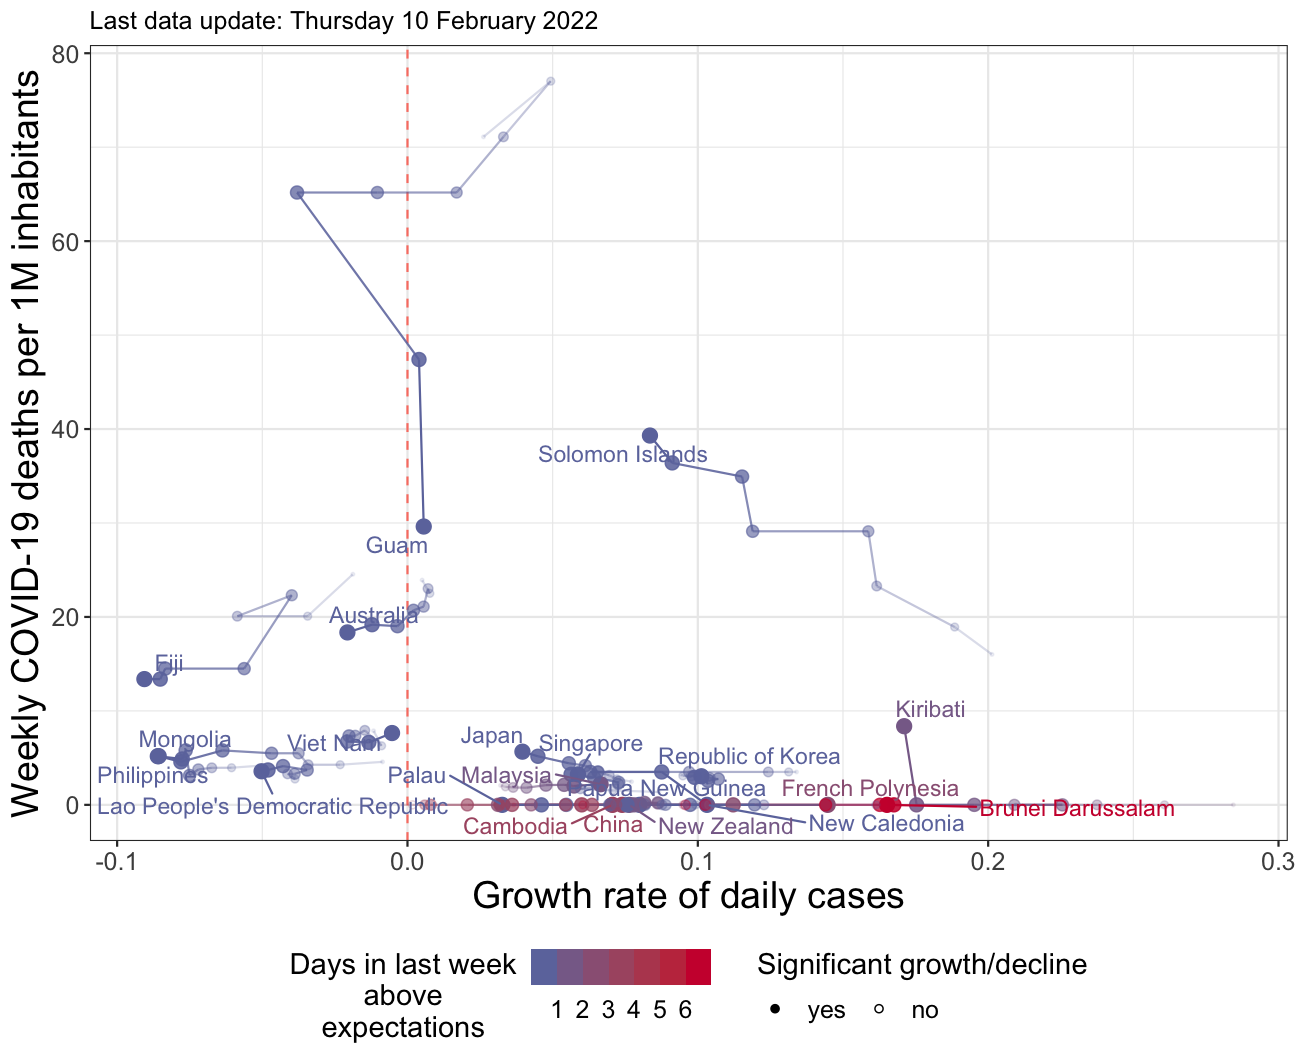 Last data update: Thursday 10 February 2022
Weekly COVID-19 deaths per 1M inhabitants
80
60
40
20
0
Solomon Islands
Guam
Australia
Fiji
Kiribati
Mongolia
Viet Nam
Japan
Singapore
Republic of Korea
Philippines
Palau
Malaysia
Papua New Guinea
French Polynesia
Lao People's Democratic Republic
Brunei Darussalam
Cambodia
China
New Zealand
New Caledonia
-0.1
0.0
0.1
0.2
0.3
Growth rate of daily cases
Days in last week
above
expectations
1 2 3 4 5 6
Significant growth/decline
yes
no